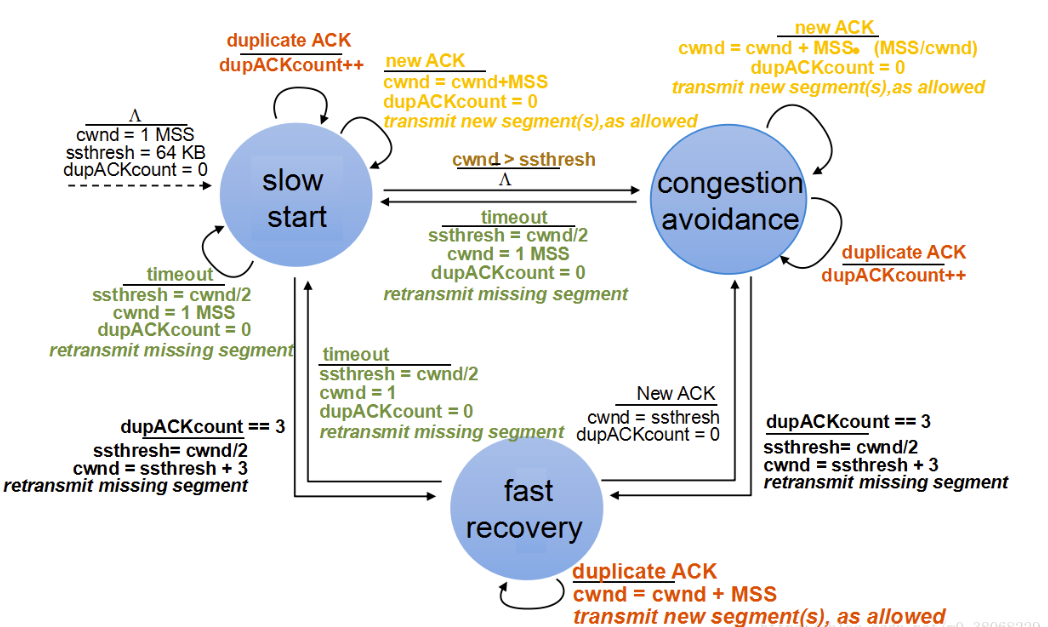 duplicate ACK
dupACKcount++
new ACK
cwnd = cwnd+MSS
dupACKcount = 0
transmit new segment(s),as allowed
new ACK
cwnd = cwnd + MSS• (MSS/cwnd)
dupACKcount = 0
transmit new segment(s),as allowed
Λ
cwnd = 1 MSS
ssthresh = 64 KB
dupACKcount = 0
slow
start
cwnd > ssthresh
Λ
congestion
avoidance
timeout
ssthresh = cwnd/2
cwnd = 1 MSS
dupACKcount = 0
retransmit missing segment
duplicate ACK
dupACKcount++
timeout
ssthresh = cwnd/2
cwnd = 1 MSS
dupACKcount = 0
retransmit missing segment
timeout
ssthresh = cwnd/2
cwnd = 1
dupACKcount = 0
retransmit missing segment
New ACK
cwnd = ssthresh
dupACKcount = 0
dupACKcount == 3
ssthresh= cwnd/2
cwnd = ssthresh + 3
retransmit missing segment
dupACKcount == 3
ssthresh= cwnd/2
cwnd = ssthresh + 3
retransmit missing segment
fast
recovery
duplicate ACK
cwnd = cwnd + MSS
transmit new segment(s), as allowed